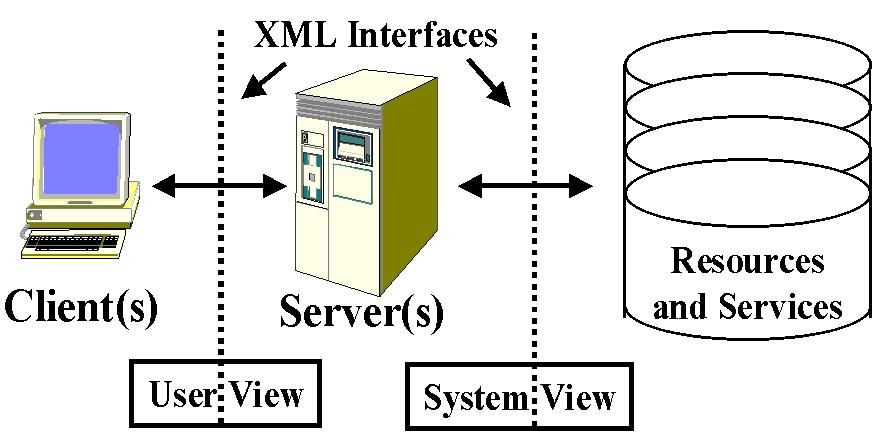 XML Interfaces
Client(s)
Server(s)
Resources
and Services
User View
System View